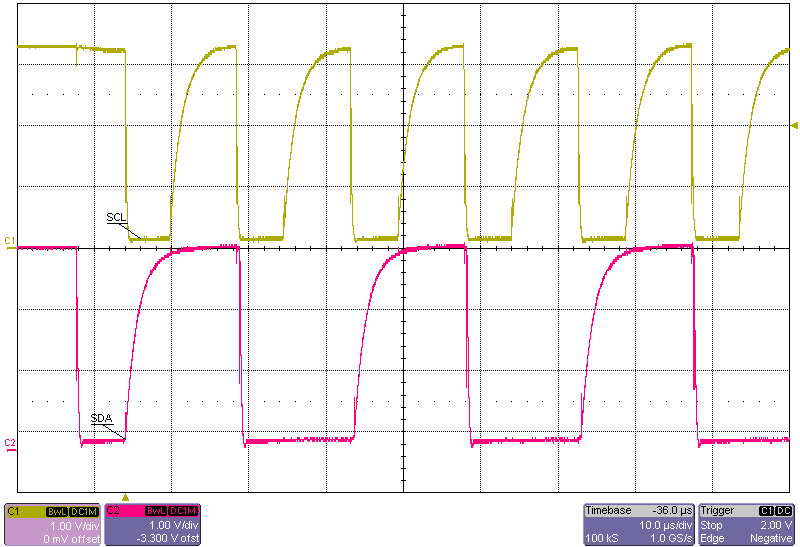 SCL
C1
SDA
C2
C1 BwL DC1M
1.00 V/div
0 mV offset
C2 BwL DC1M
1.00 V/div
-3.300 V ofst
Timebase -36.0 µs
10.0 µs/div
100 kS 1.0 GS/s
Trigger C1 DC
Stop 2.00 V
Edge Negative